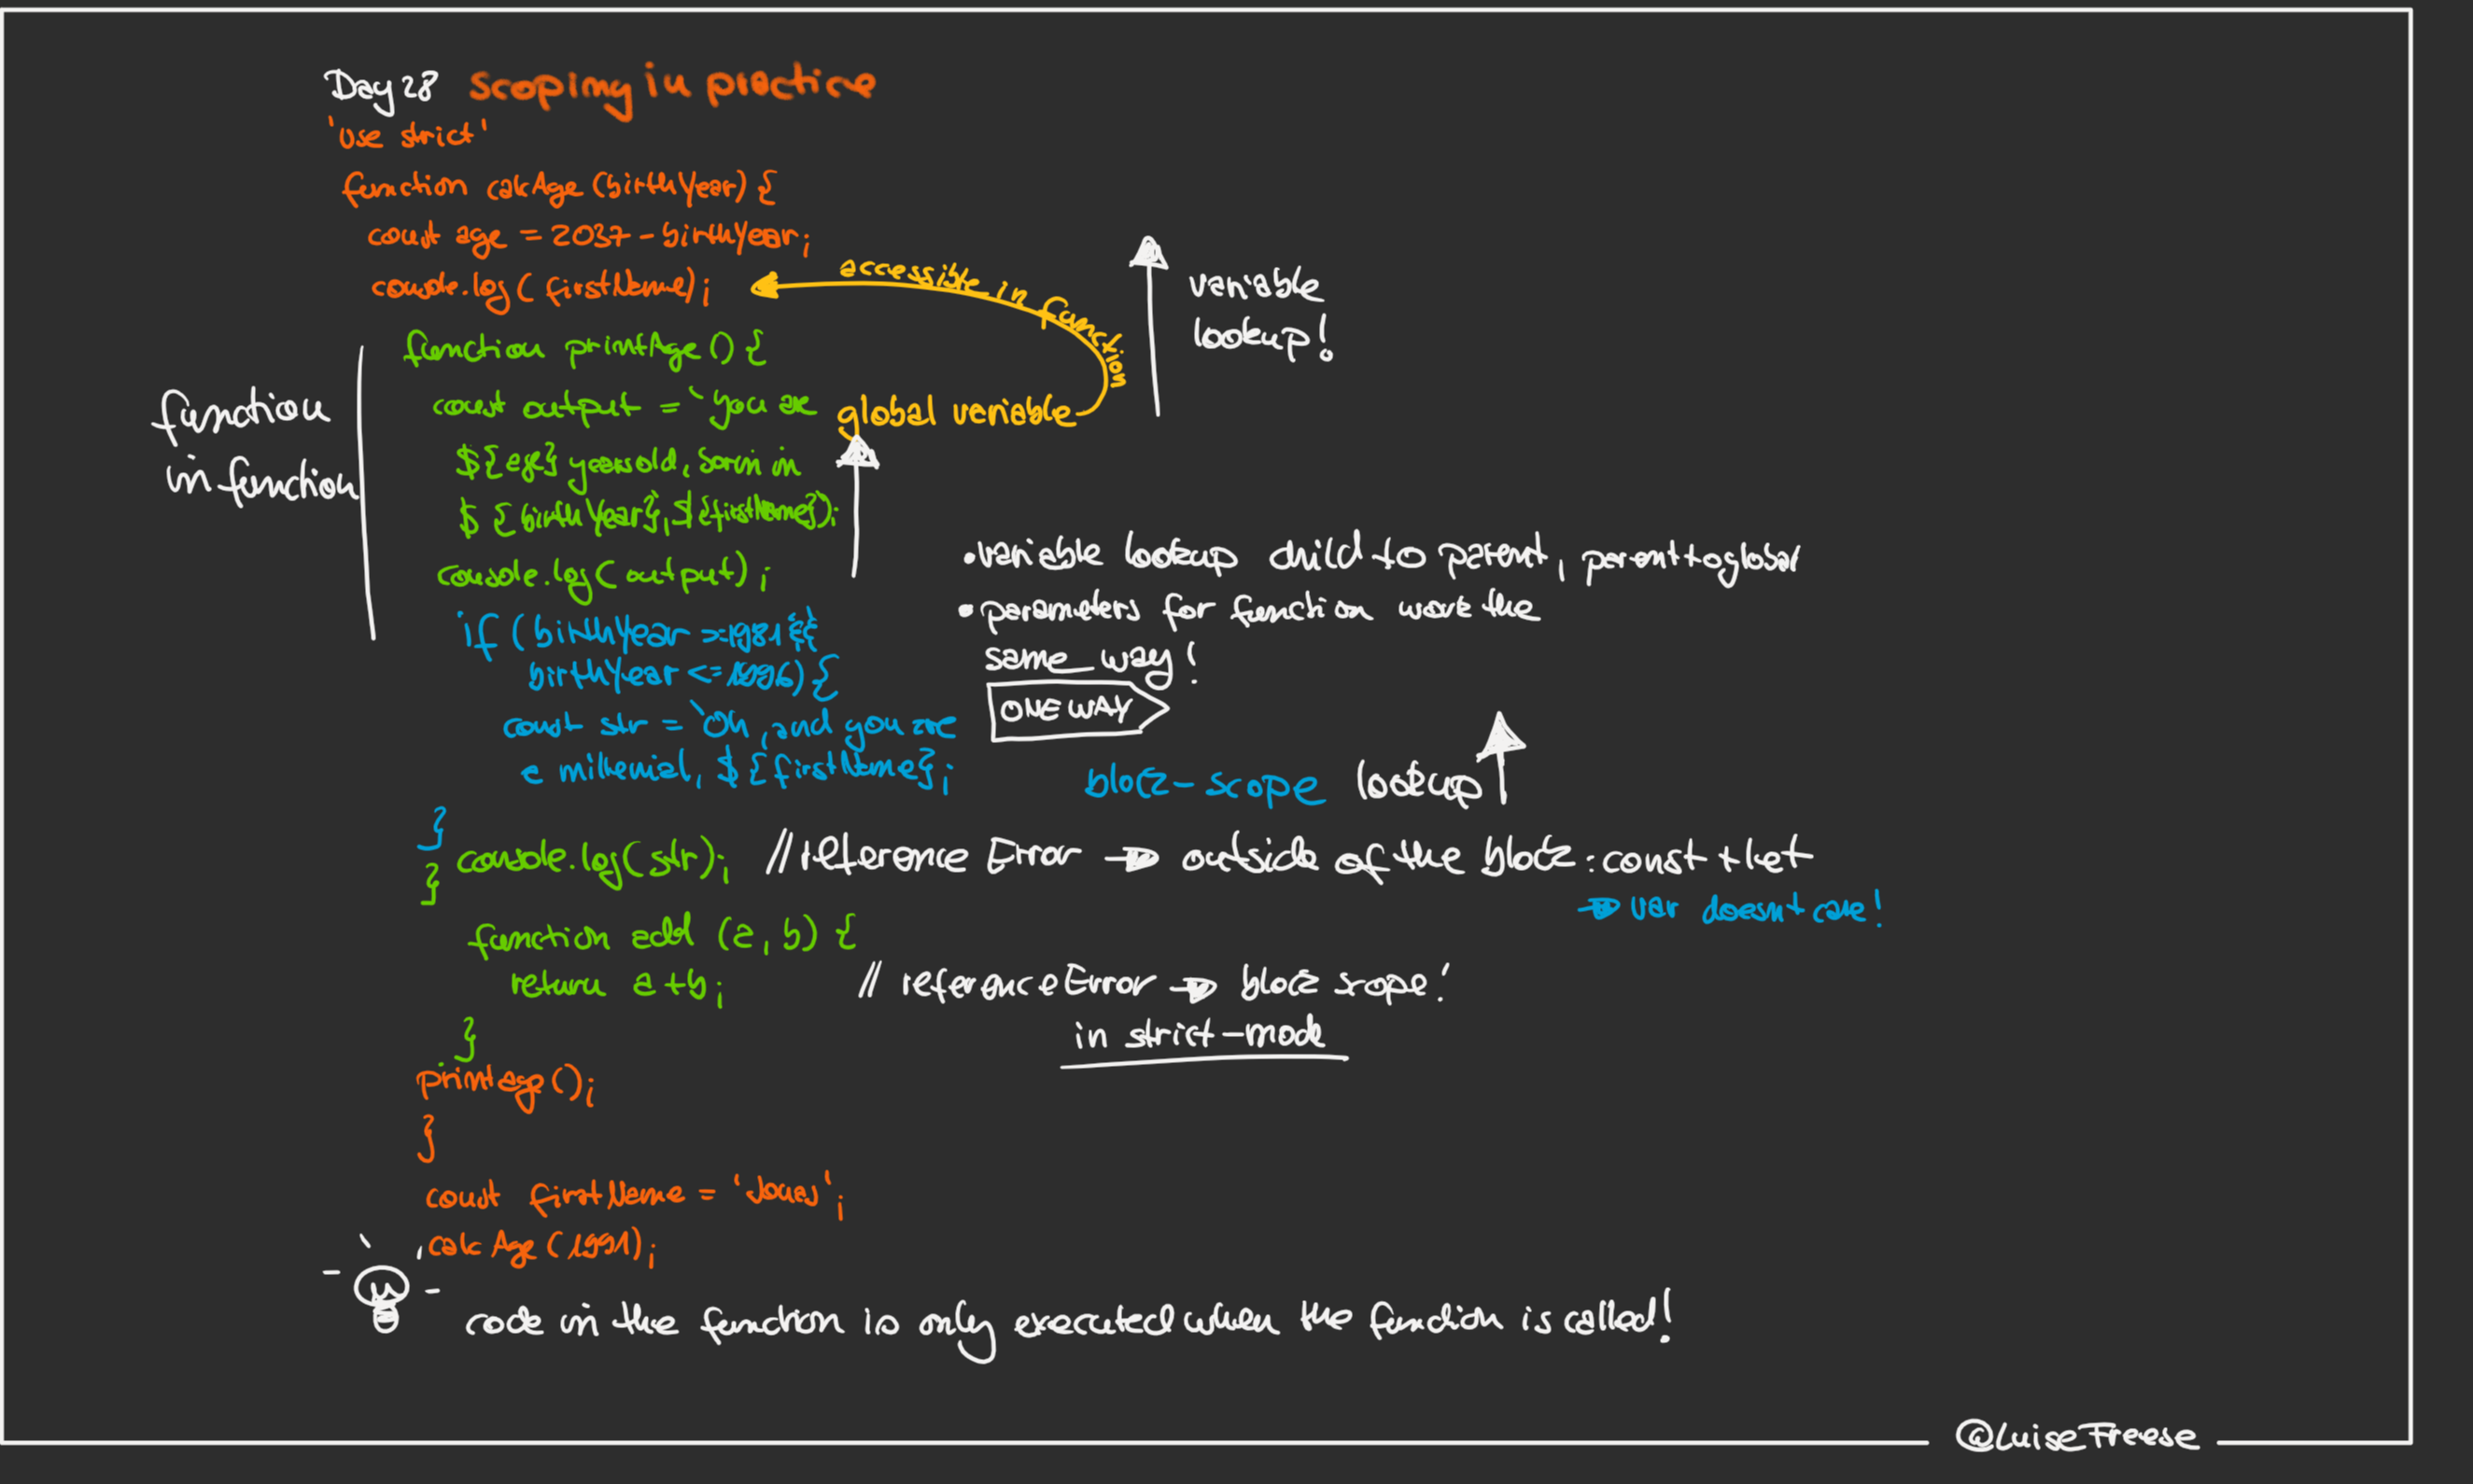 Day 28 scoping in practice
'use strict'
function calcAge (birthYear) {
const age = 2037 - birthYear;
console.log( firstName);
accessible in function
variable
lookup!
function
in function
function printAge () {
const output = `you are
global variable
${age} years old, born in
${birthYear}, ${firstName}`);
console.log( output) ;
• variable lookup child to parent, parent to global
• parameters for function work the
same way!
ONE WAY
if (birthYear >=1981 &&
birthYear <= 1996) {
const str = `Oh, and you are
a millenial, ${firstName};
block-scope lookup
}
} console.log(str); // reference Error → outside of the block: const + let
→ var doesn't care!
function add (a, b) {
return a + b; // referenceError → block scope!
in strict-mode
}
printage();
}
const firstName = 'Jonas';
calcAge (1991);
code in the function is only executed when the function is called!
@LuiseFreese